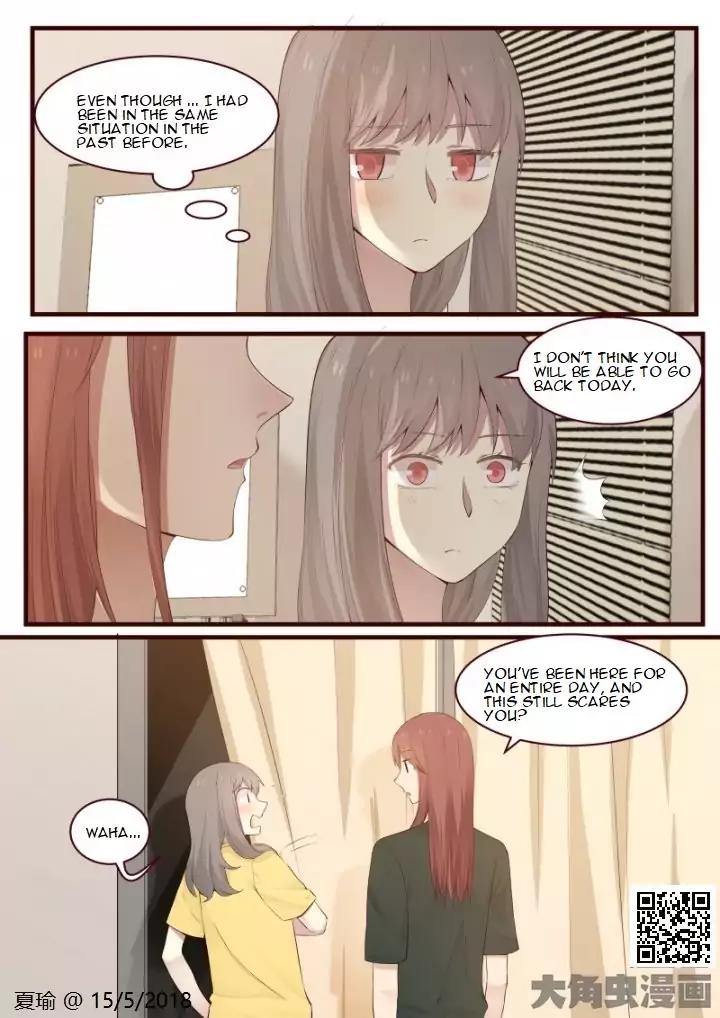 EVEN THOUGH ... I HAD
BEEN IN THE SAME
SITUATION IN THE
PAST BEFORE.
I DON'T THINK YOU
WILL BE ABLE TO GO
BACK TODAY.
YOU'VE BEEN HERE FOR
AN ENTIRE DAY, AND
THIS STILL SCARES
YOU?
WAHA...
大角虫漫画
夏瑜 @ 15/5/2018